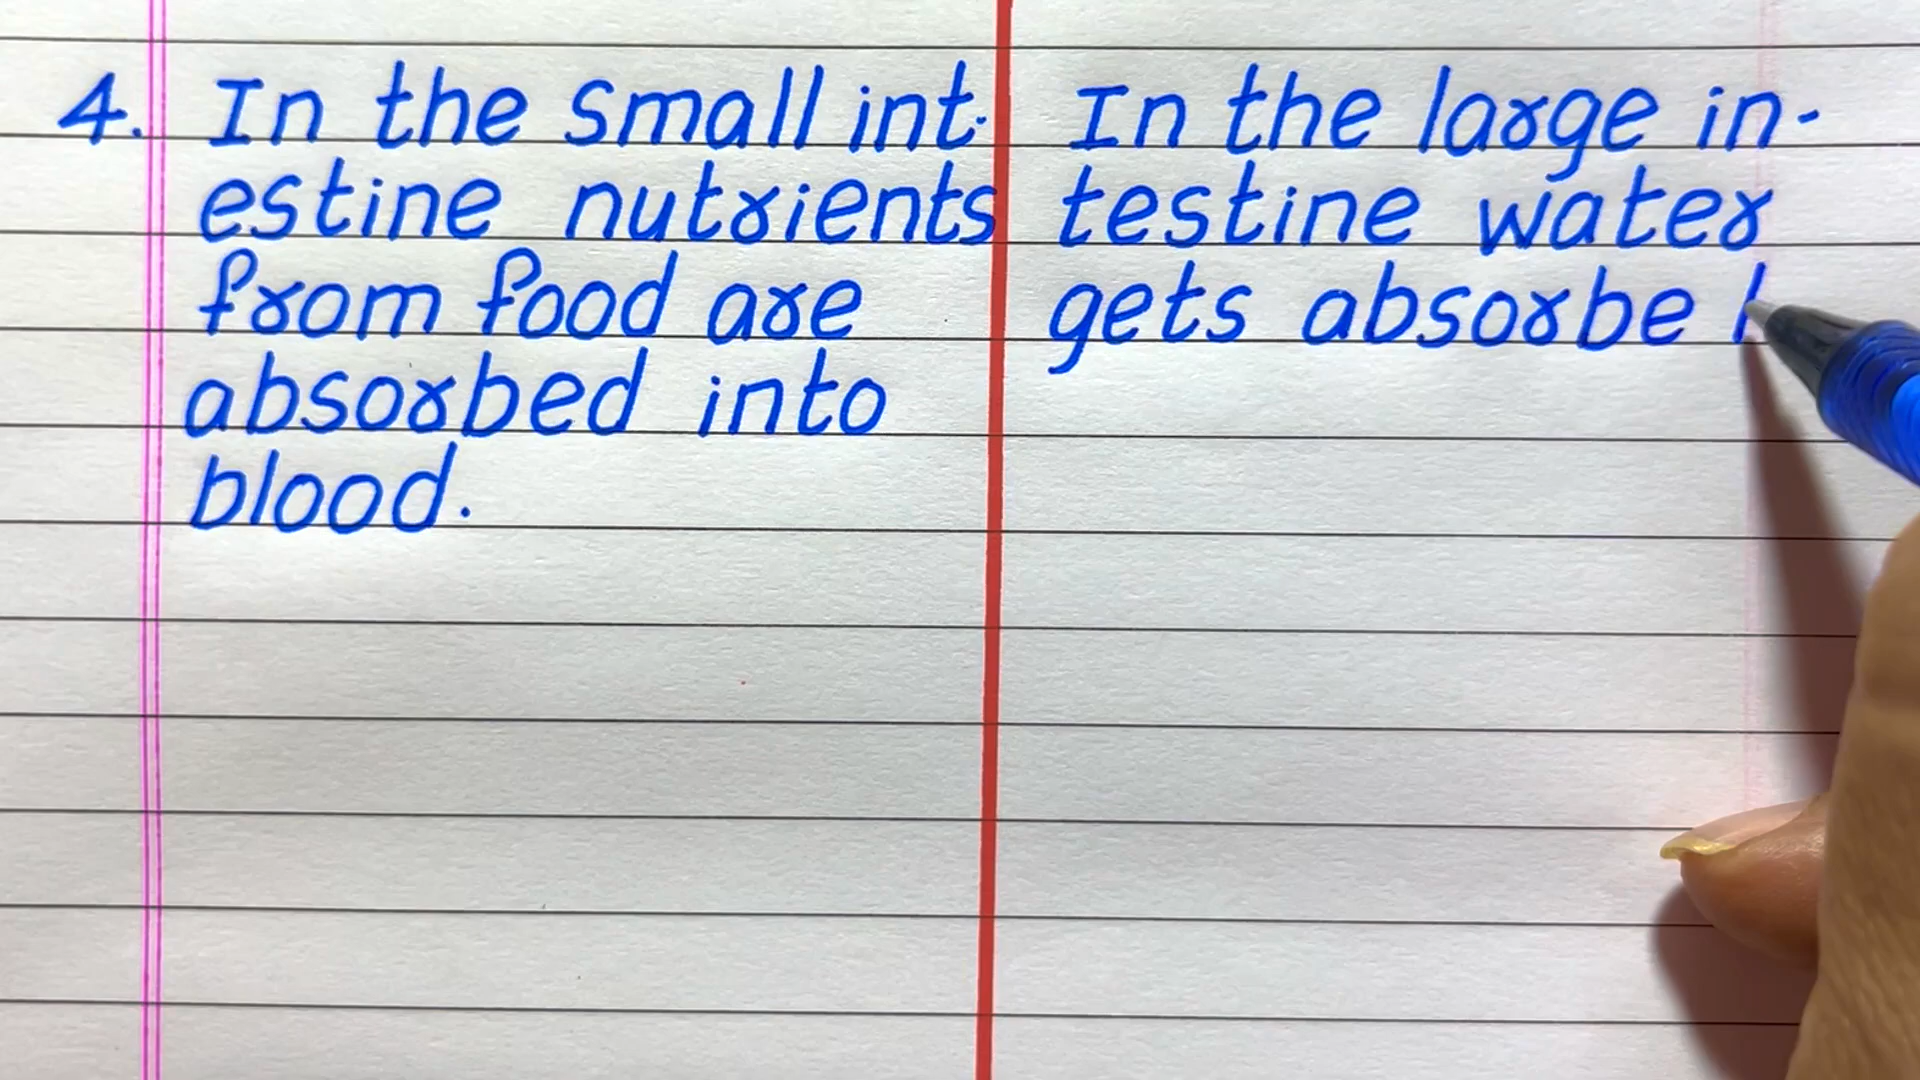 4. In the small int-
estine nutrients
from food are
absorbed into
blood.
In the large in-
testine water
gets absorbe